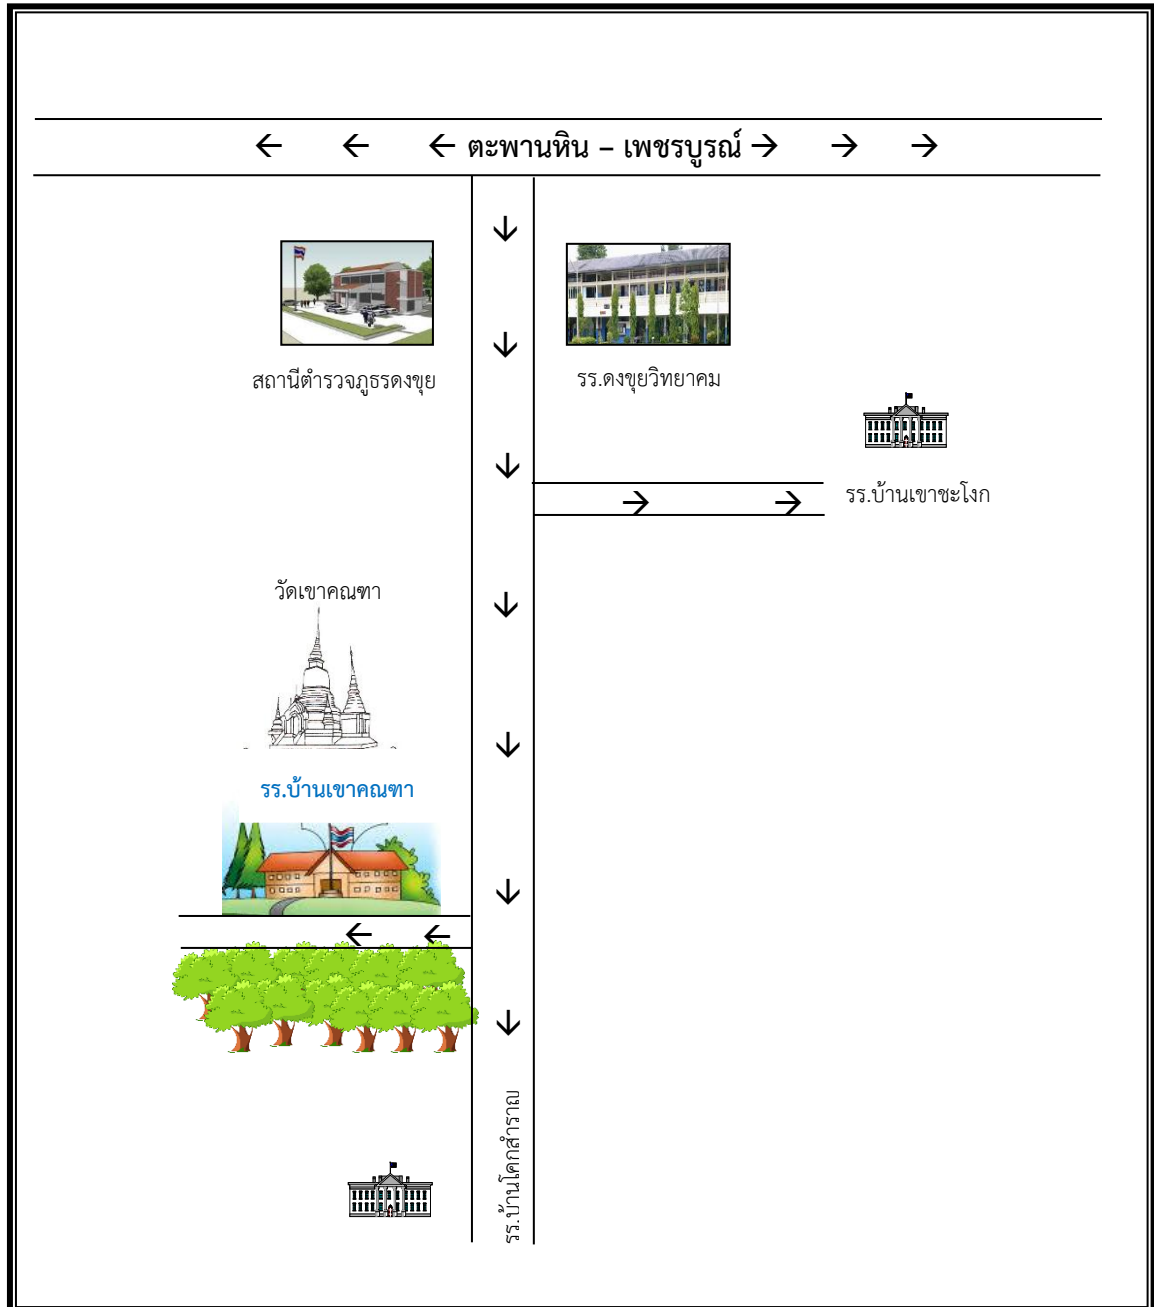 ← ← ← ตะพานหิน – เพชรบูรณ์ → → →
สถานีตำรวจภูธรดงขุย
รร.ดงขุยวิทยาคม
รร.บ้านเขาชะโงก
วัดเขาคณฑา
รร.บ้านเขาคณฑา
รร.บ้านโคกสำราญ